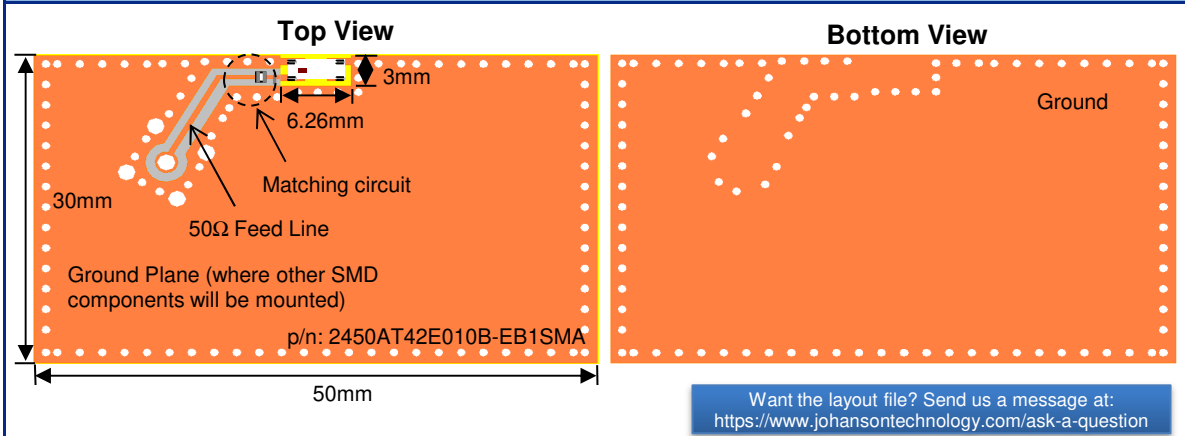 Top View
Bottom View
3mm
6.26mm
Ground
Matching circuit
30mm
50Ω Feed Line
Ground Plane (where other SMD
components will be mounted)
p/n: 2450AT42E010B-EB1SMA
50mm
Want the layout file? Send us a message at:
https://www.johansontechnology.com/ask-a-question